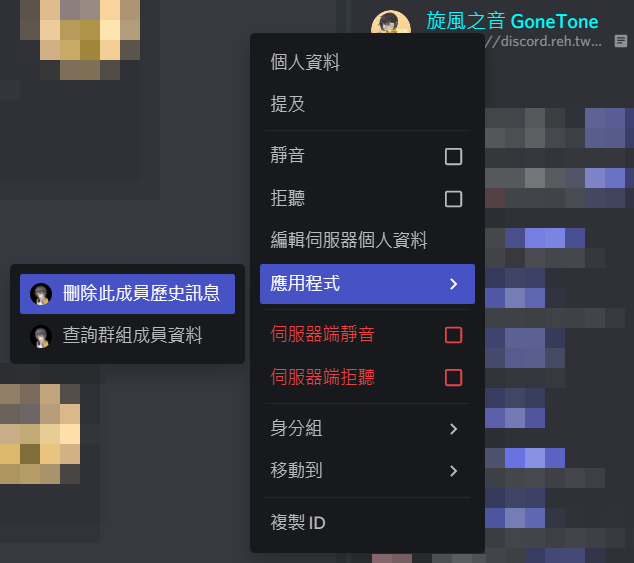 旋風之音 GoneTone
//discord.reh.tw...
個人資料
提及
靜音
拒聽
編輯伺服器個人資料
應用程式
刪除此成員歷史訊息
查詢群組成員資料
伺服器端靜音
伺服器端拒聽
身分組
移動到
複製 ID